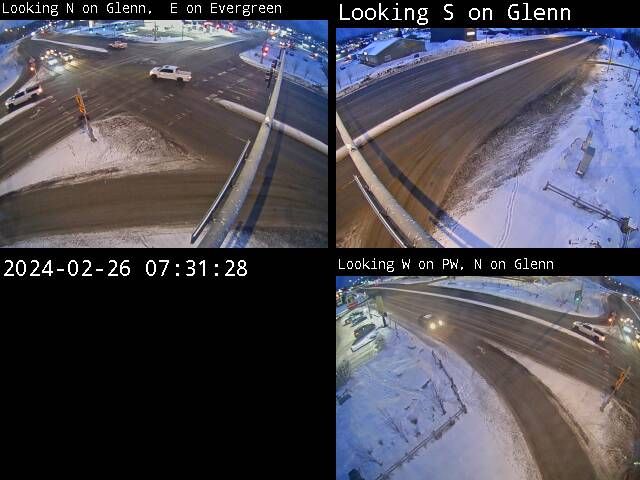 Looking N on Glenn,  E on Evergreen
Looking S on Glenn
2024-02-26 07:31:28
Looking W on PW, N on Glenn